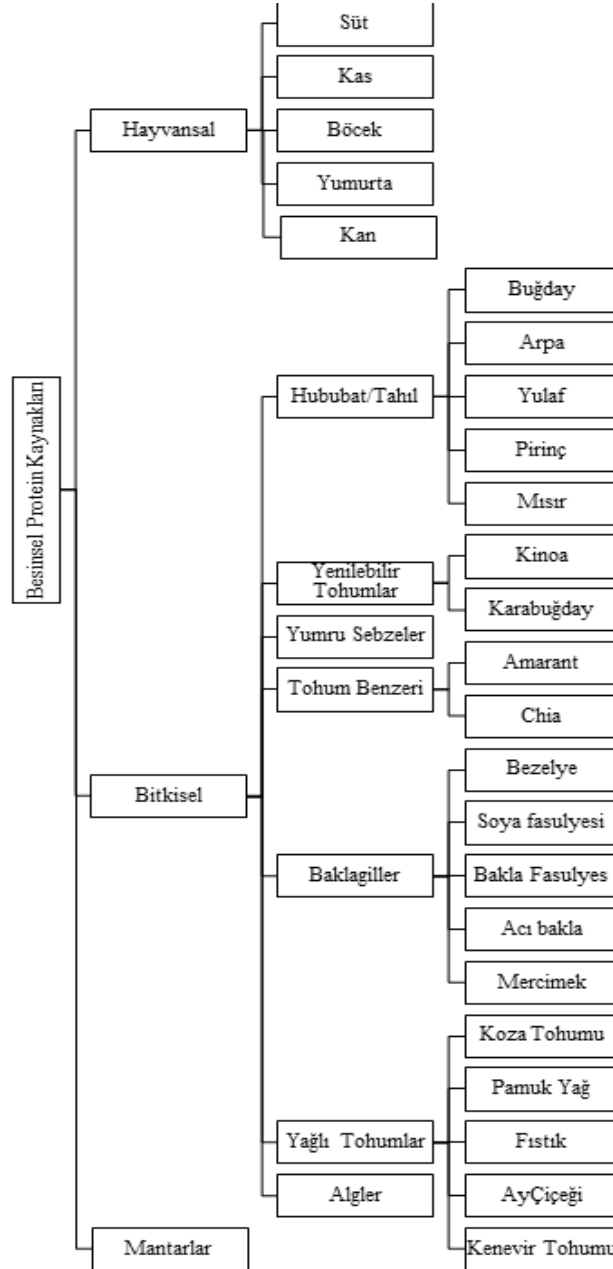 Besinsel Protein Kaynakları
Hayvansal
Süt
Kas
Böcek
Yumurta
Kan
Bitkisel
Hububat/Tahıl
Buğday
Arpa
Yulaf
Pirinç
Mısır
Yenilebilir
Tohumlar
Kinoa
Karabuğday
Yumru Sebzeler
Tohum Benzeri
Amarant
Chia
Baklagiller
Bezelye
Soya fasulyesi
Bakla Fasulyes
Acı bakla
Mercimek
Yağlı Tohumlar
Koza Tohumu
Pamuk Yağ
Fıstık
AyÇiçeği
Kenevir Tohumu
Algler
Mantarlar